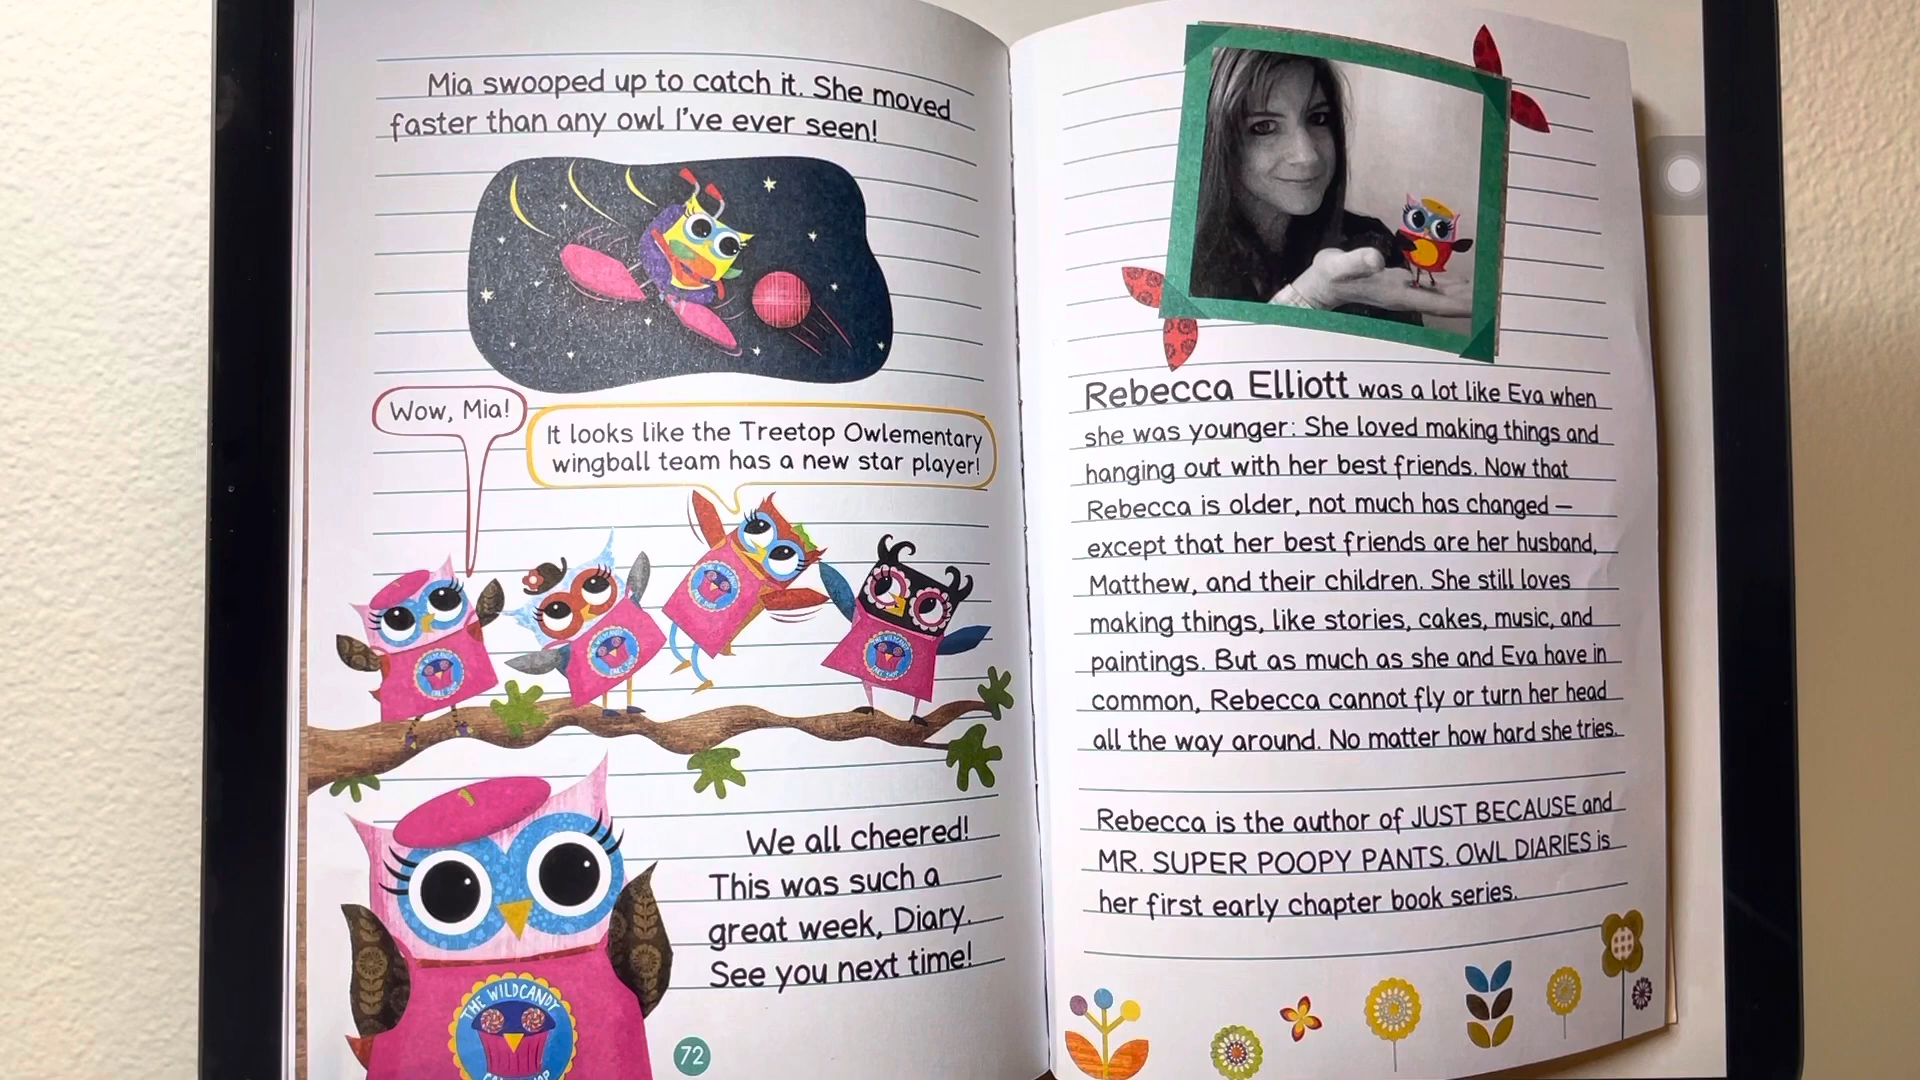 Mia swooped up to catch it. She moved
faster than any owl I've ever seen!
Wow, Mia!
It looks like the Treetop Owlementary
wingball team has a new star player!
We all cheered!
This was such a
great week, Diary.
See you next time!
THE WILDCANDY
72
Rebecca Elliott was a lot like Eva when
she was younger: She loved making things and
hanging out with her best friends. Now that
Rebecca is older, not much has changed —
except that her best friends are her husband,
Matthew, and their children. She still loves
making things, like stories, cakes, music, and
paintings. But as much as she and Eva have in
common, Rebecca cannot fly or turn her head
all the way around. No matter how hard she tries.
Rebecca is the author of JUST BECAUSE and
MR. SUPER POOPY PANTS. OWL DIARIES is
her first early chapter book series.